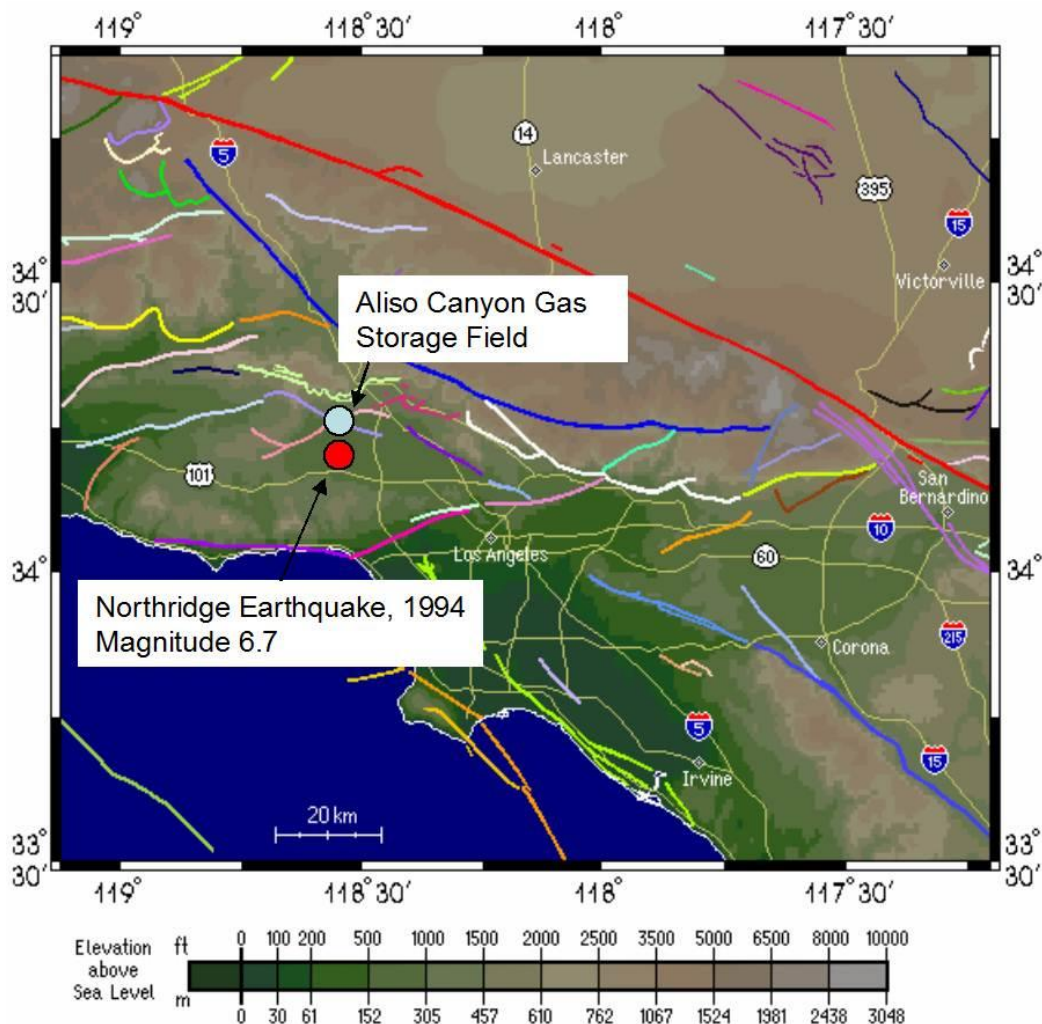 119°
118° 30'
118°
117° 30'
5
14
Lancaster
395
15
Victorville
34° 30'
34° 30'
Aliso Canyon Gas
Storage Field
101
San
Bernardino
10
Los Angeles
60
34°
34°
Northridge Earthquake, 1994
Magnitude 6.7
215
Corona
5
15
Irvine
20 km
33° 30'
33° 30'
119°
118° 30'
118°
117° 30'
Elevation
above
Sea Level
ft 0 100 200 500 1000 1500 2000 2500 3500 5000 6500 8000 10000
m 0 30 61 152 305 457 610 762 1067 1524 1981 2438 3048